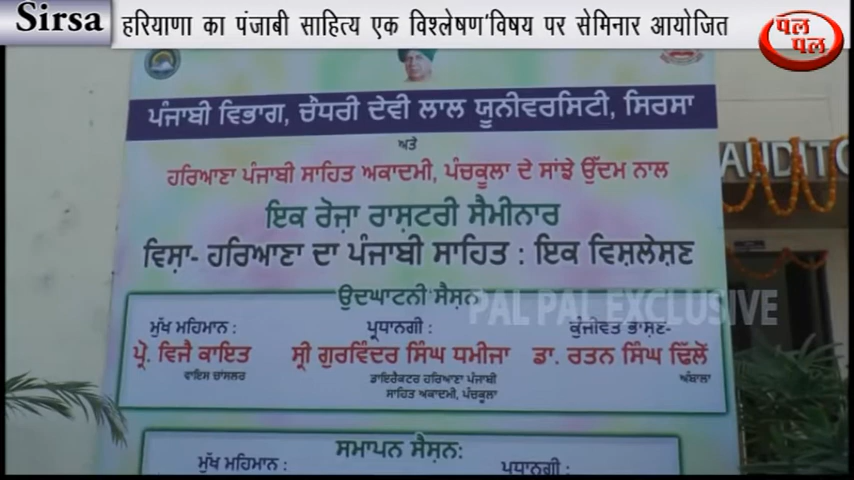 Sirsa
हरियाणा का पंजाबी साहित्य एक विश्लेषण'विषय पर सेमिनार आयोजित
पल
पल
ਪੰਜਾਬੀ ਵਿਭਾਗ, ਚੌਧਰੀ ਦੇਵੀ ਲਾਲ ਯੂਨੀਵਰਸਿਟੀ, ਸਿਰਸਾ
ਅਤੇ
AUDITO
ਹਰਿਆਣਾ ਪੰਜਾਬੀ ਸਾਹਿਤ ਅਕਾਦਮੀ, ਪੰਚਕੂਲਾ ਦੇ ਸਾਂਝੇ ਉੱਦਮ ਨਾਲ
ਇਕ ਰੋਜ਼ਾ ਰਾਸ਼ਟਰੀ ਸੈਮੀਨਾਰ
ਵਿਸ਼ਾ- ਹਰਿਆਣਾ ਦਾ ਪੰਜਾਬੀ ਸਾਹਿਤ : ਇਕ ਵਿਸ਼ਲੇਸ਼ਣ
ਉਦਘਾਟਨੀ ਸੈਸ਼ਨ
PAL PAL EXCLUSIVE
ਮੁੱਖ ਮਹਿਮਾਨ : ਪ੍ਰਧਾਨਗੀ : ਕੁੰਜੀਵਤ ਭਾਸ਼ਣ-
ਪ੍ਰੋ. ਵਿਜੈ ਕਾਇਤ ਸ੍ਰੀ ਗੁਰਵਿੰਦਰ ਸਿੰਘ ਧਮੀਜਾ ਡਾ. ਰਤਨ ਸਿੰਘ ਢਿੱਲੋਂ
ਵਾਇਸ ਚਾਂਸਲਰ ਡਾਇਰੈਕਟਰ ਹਰਿਆਣਾ ਪੰਜਾਬੀ ਅੰਬਾਲਾ
ਸਾਹਿਤ ਅਕਾਦਮੀ, ਪੰਚਕੂਲਾ
ਸਮਾਪਨ ਸੈਸ਼ਨ:
ਮੁੱਖ ਮਹਿਮਾਨ : ਪ੍ਰਧਾਨਗੀ :